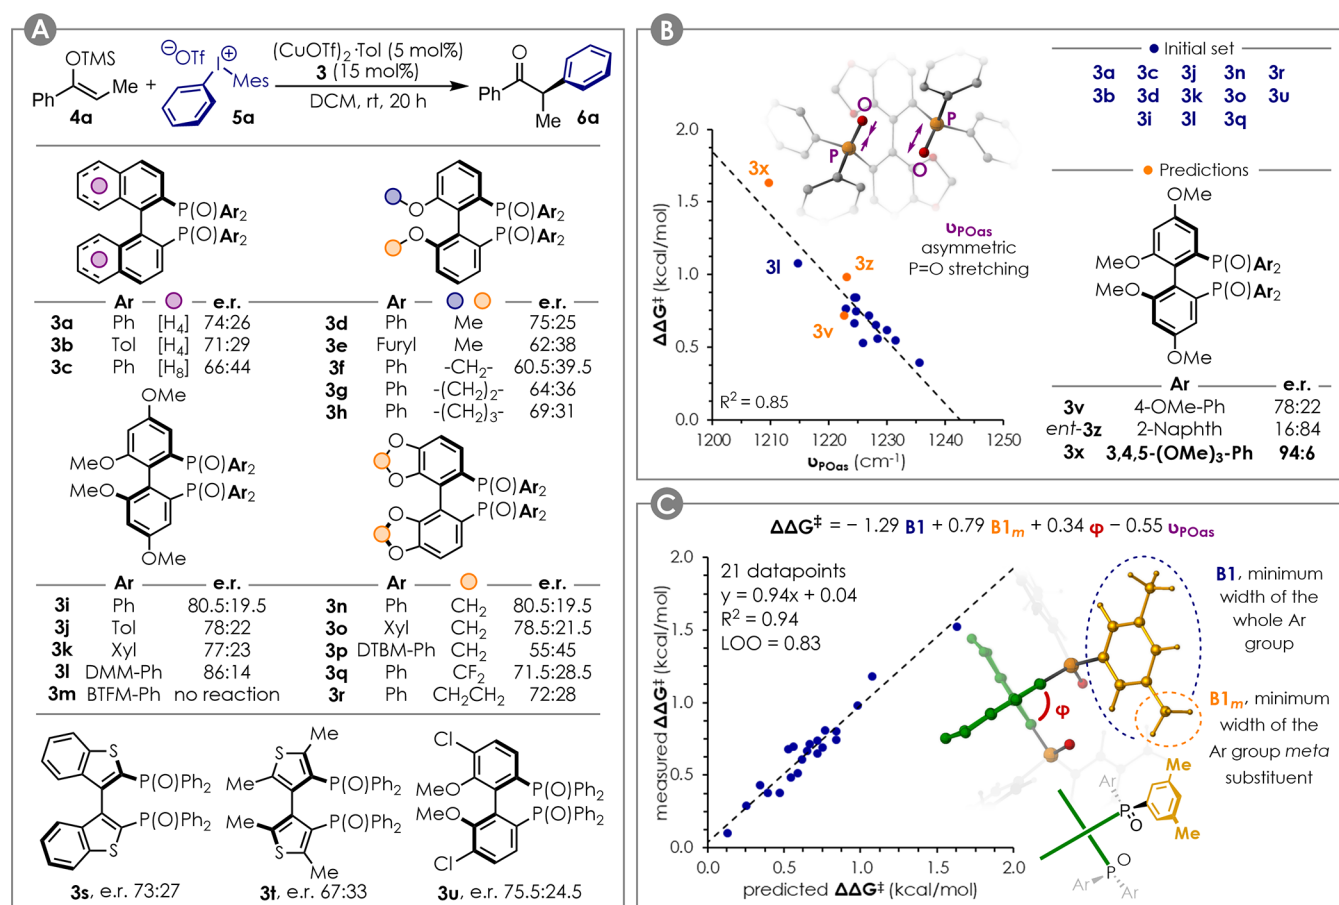 A
OTMS
Ph
Me
4a
+
⊖OTf
I⊕
Mes
5a
(CuOTf)2·Tol (5 mol%)
3 (15 mol%)
DCM, rt, 20 h
O
Ph
Me
6a
P(O)Ar2
P(O)Ar2
O
O
P(O)Ar2
P(O)Ar2
Ar e.r.
3a Ph [H4] 74:26
3b Tol [H4] 71:29
3c Ph [H8] 66:44
Ar e.r.
3d Ph Me 75:25
3e Furyl Me 62:38
3f Ph -CH2- 60.5:39.5
3g Ph -(CH2)2- 64:36
3h Ph -(CH2)3- 69:31
OMe
MeO P(O)Ar2
MeO P(O)Ar2
OMe
O
O
P(O)Ar2
P(O)Ar2
O
O
Ar e.r.
3i Ph 80.5:19.5
3j Tol 78:22
3k Xyl 77:23
3l DMM-Ph 86:14
3m BTFM-Ph no reaction
Ar e.r.
3n Ph CH2 80.5:19.5
3o Xyl CH2 78.5:21.5
3p DTBM-Ph CH2 55:45
3q Ph CF2 71.5:28.5
3r Ph CH2CH2 72:28
S
P(O)Ph2
P(O)Ph2
S
3s, e.r. 73:27
Me
S
Me P(O)Ph2
Me P(O)Ph2
S
Me
3t, e.r. 67:33
Cl
MeO P(O)Ph2
MeO P(O)Ph2
Cl
3u, e.r. 75.5:24.5
B
ΔΔG‡ (kcal/mol)
2.0
1.5
1.0
0.5
0.0
1200 1210 1220 1230 1240 1250
υPOas (cm-1)
R2 = 0.85
3x
3l
3z
3v
O
P
P
O
υPOas
asymmetric
P=O stretching
Initial set
3a 3c 3j 3n 3r
3b 3d 3k 3o 3u
3i 3l 3q
Predictions
OMe
MeO P(O)Ar2
MeO P(O)Ar2
OMe
Ar e.r.
3v 4-OMe-Ph 78:22
ent-3z 2-Naphth 16:84
3x 3,4,5-(OMe)3-Ph 94:6
C
ΔΔG‡ = − 1.29 B1 + 0.79 B1m + 0.34 φ − 0.55 υPOas
measured ΔΔG‡ (kcal/mol)
2.0
1.5
1.0
0.5
0.0
0.0 0.5 1.0 1.5 2.0
predicted ΔΔG‡ (kcal/mol)
21 datapoints
y = 0.94x + 0.04
R2 = 0.94
LOO = 0.83
φ
B1, minimum
width of the
whole Ar
group
B1m, minimum
width of the
Ar group meta
substituent
Me
Ar
P
O
Me
O
P
Ar
Ar